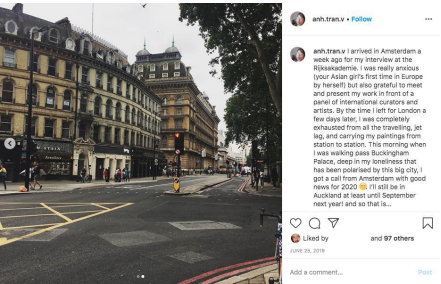 anh.tran.v • Follow
anh.tran.v I arrived in Amsterdam a
week ago for my interview at the
Rijksakademie. I was really anxious
(your Asian girl's first time in Europe
by herself) but also grateful to meet
and present my work in front of a
panel of international curators and
artists. By the time I left for London a
few days later, I was completely
exhausted from all the travelling, jet
lag, and carrying my paintings from
station to station. This morning when
I was walking pass Buckingham
Palace, deep in my loneliness that
has been polarised by this big city, I
got a call from Amsterdam with good
news for 2020 👏 I'll still be in
Auckland at least until September
next year! and so that is...
Liked by and 97 others
JUNE 25, 2019
Add a comment... Post